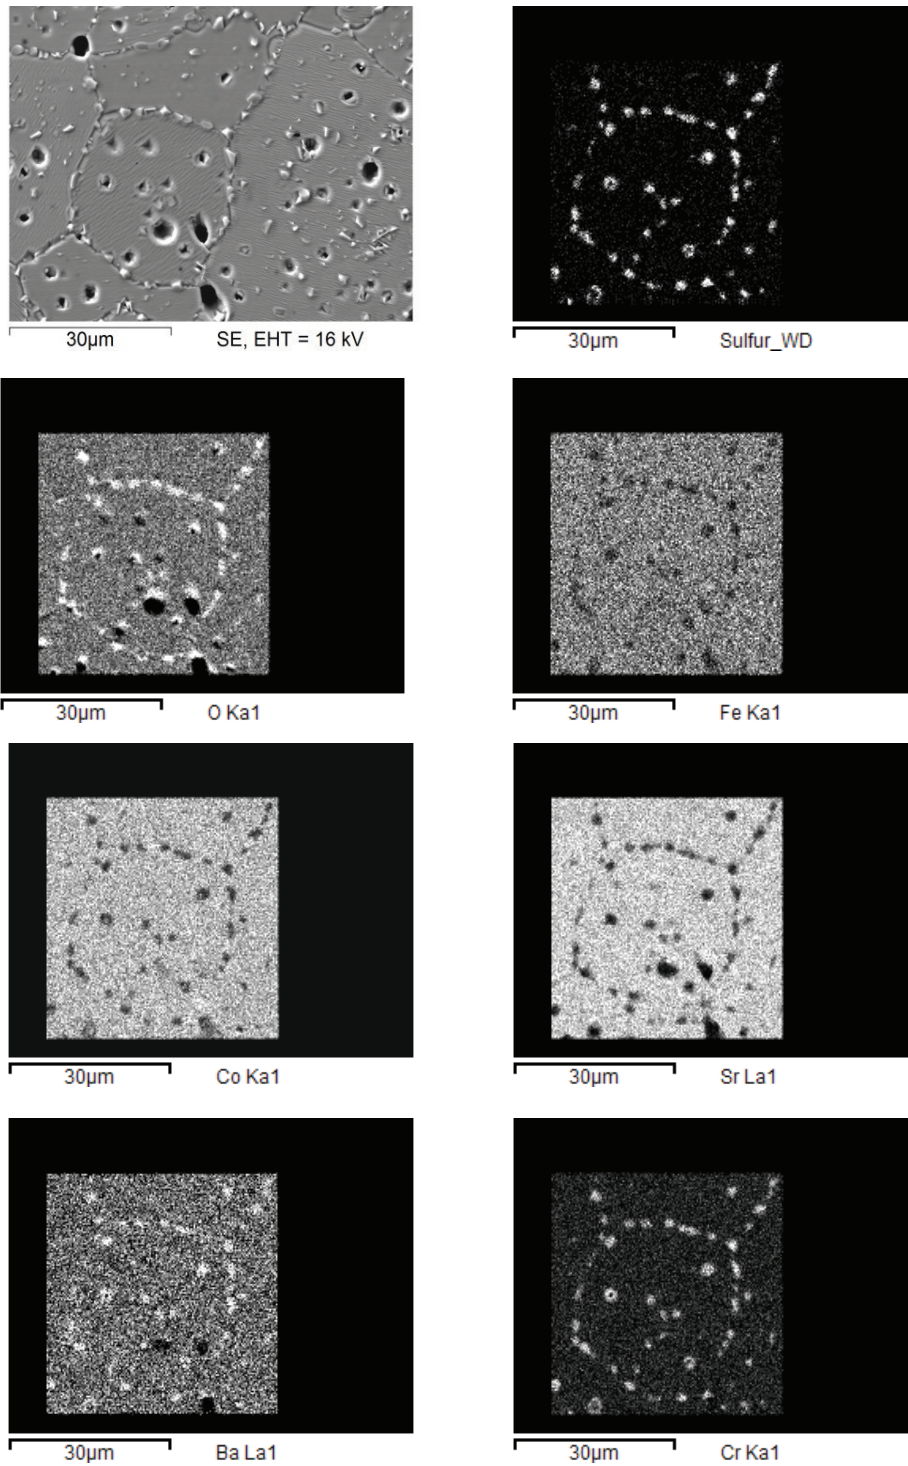 30µm SE, EHT = 16 kV
30µm Sulfur_WD
30µm O Ka1
30µm Fe Ka1
30µm Co Ka1
30µm Sr La1
30µm Ba La1
30µm Cr Ka1